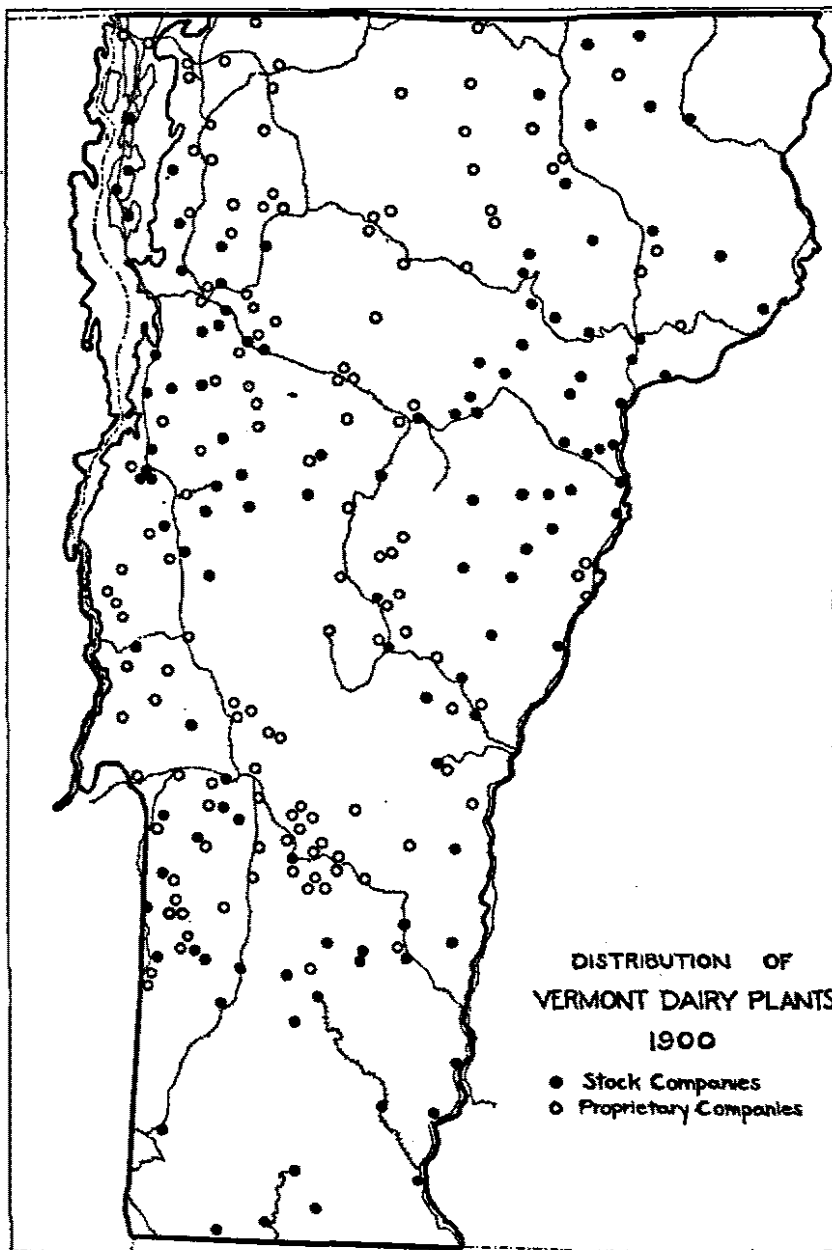 DISTRIBUTION OF
VERMONT DAIRY PLANTS
1900
● Stock Companies
○ Proprietary Companies